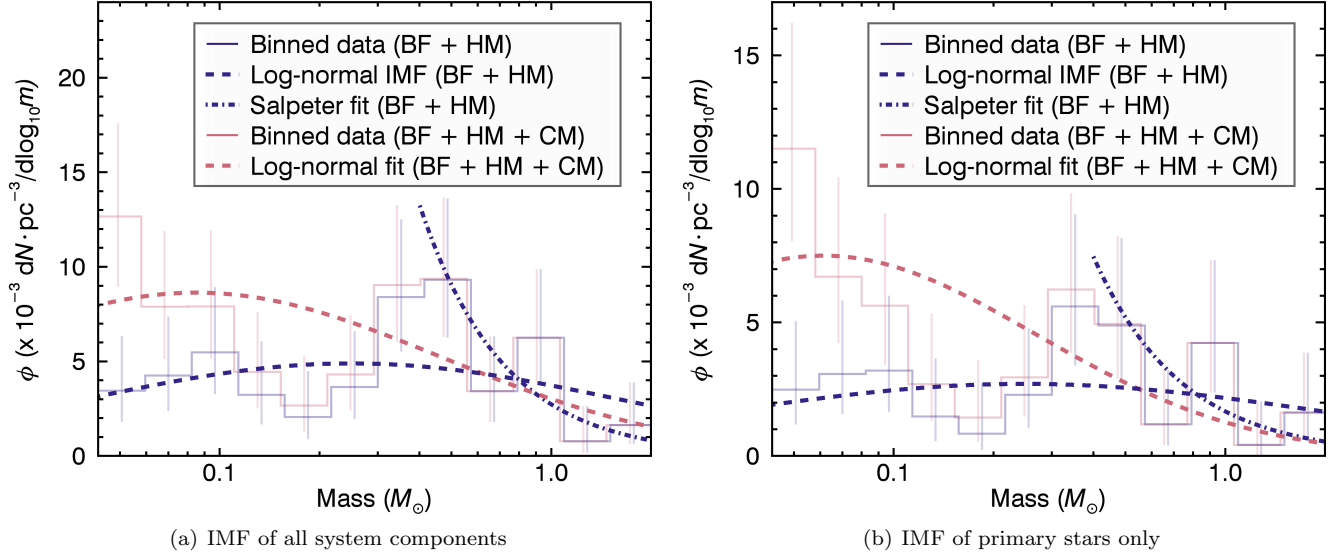 Binned data (BF + HM)
Log-normal IMF (BF + HM)
Salpeter fit (BF + HM)
Binned data (BF + HM + CM)
Log-normal fit (BF + HM + CM)
20
15
10
5
0
ϕ (x 10⁻³ dN·pc⁻³/dlog₁₀m)
0.1
1.0
Mass (M☉)
(a) IMF of all system components
Binned data (BF + HM)
Log-normal IMF (BF + HM)
Salpeter fit (BF + HM)
Binned data (BF + HM + CM)
Log-normal fit (BF + HM + CM)
15
10
5
0
ϕ (x 10⁻³ dN·pc⁻³/dlog₁₀m)
0.1
1.0
Mass (M☉)
(b) IMF of primary stars only